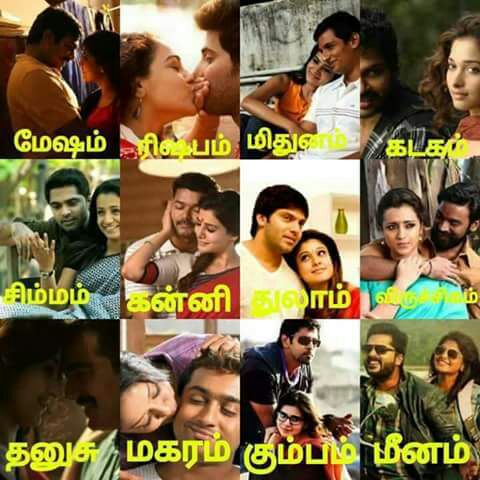 மேஷம்
ரிஷபம்
மிதுனம்
கடகம்
சிம்மம்
கன்னி
துலாம்
விருச்சிகம்
தனுசு
மகரம்
கும்பம்
மீனம்